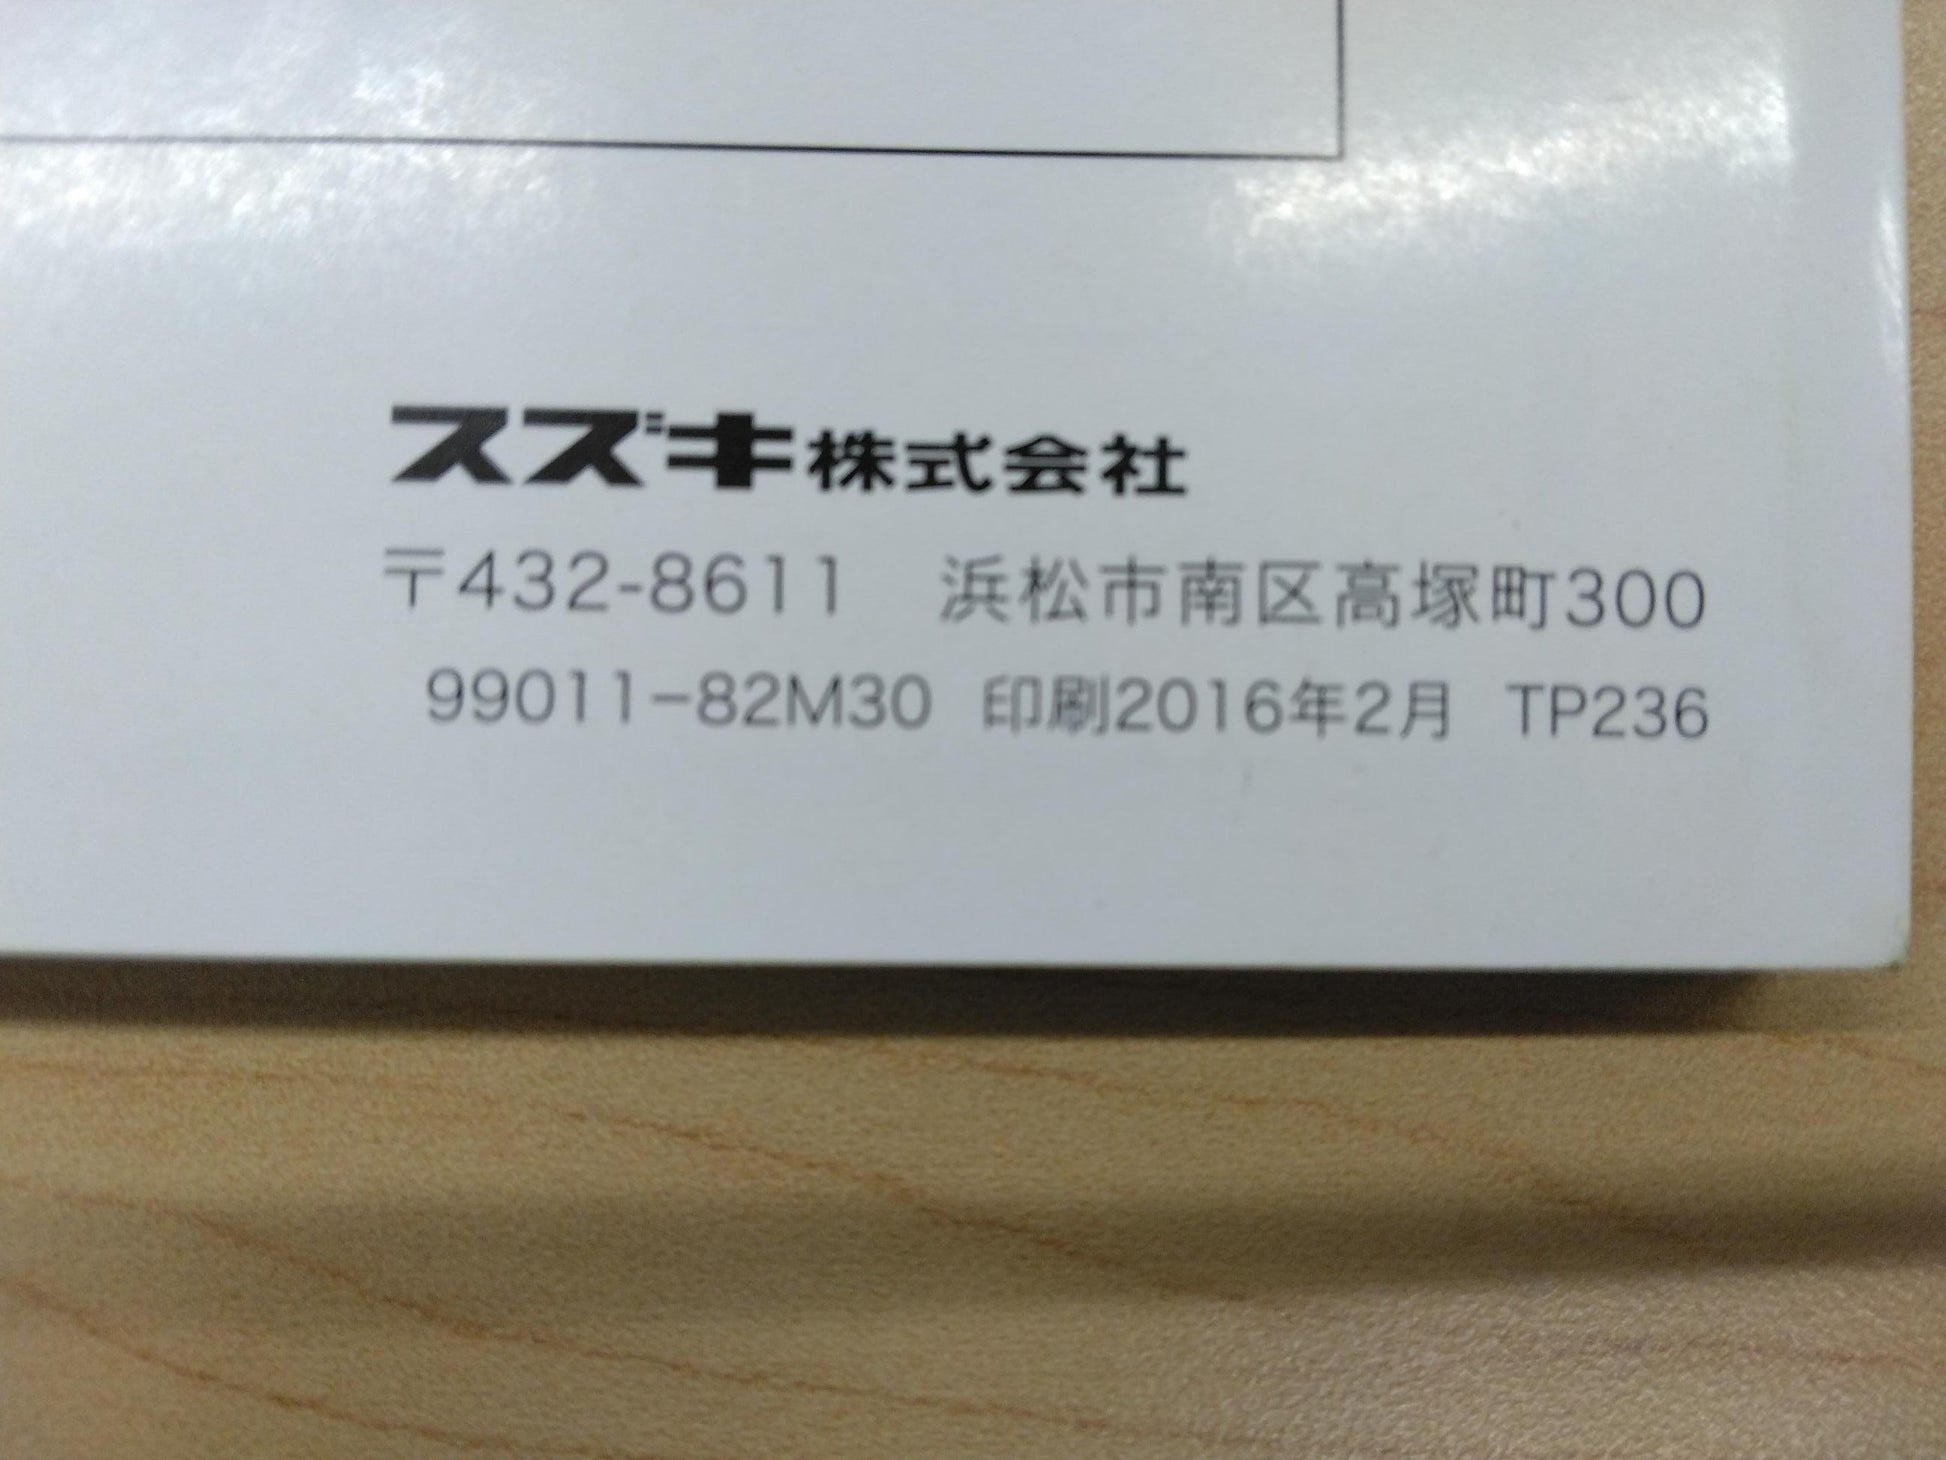 スズキ株式会社
〒432-8611　浜松市南区高塚町300
99011-82M30 印刷2016年2月 TP236